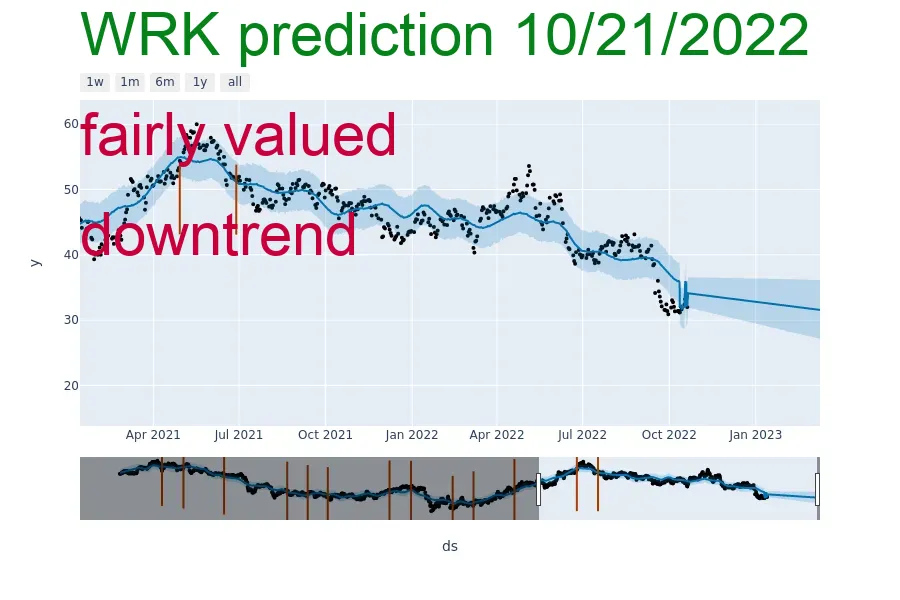 WRK prediction 10/21/2022
1w 1m 6m 1y all
fairly valued
downtrend
y
60
50
40
30
20
Apr 2021 Jul 2021 Oct 2021 Jan 2022 Apr 2022 Jul 2022 Oct 2022 Jan 2023
ds